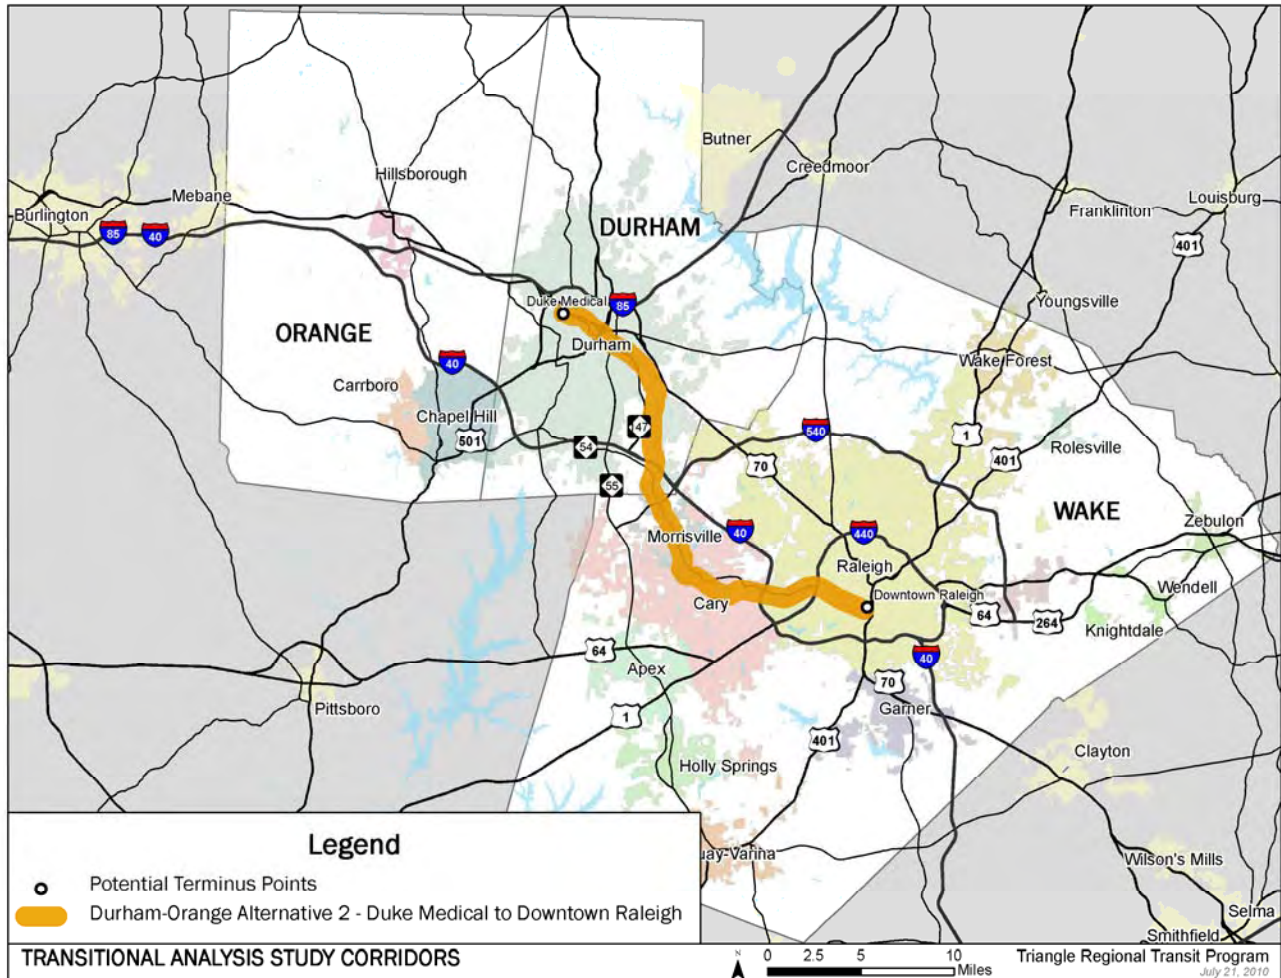 Butner
Creedmoor
Hillsborough
Mebane
Burlington
85
40
Louisburg
Franklinton
401
DURHAM
Duke Medical
85
Youngsville
ORANGE
Durham
40
Wake Forest
Carrboro
Chapel Hill
501
147
54
540
1
401
Rolesville
70
55
WAKE
Zebulon
Morrisville
40
440
Raleigh
Wendell
Cary
Downtown Raleigh
64
264
Knightdale
64
Apex
40
70
Pittsboro
1
Garner
401
Clayton
Holly Springs
uay-Varina
Wilson's Mills
Selma
Smithfield
Legend
Potential Terminus Points
Durham-Orange Alternative 2 - Duke Medical to Downtown Raleigh
TRANSITIONAL ANALYSIS STUDY CORRIDORS
N
0 2.5 5 10
Miles
Triangle Regional Transit Program
July 21, 2010